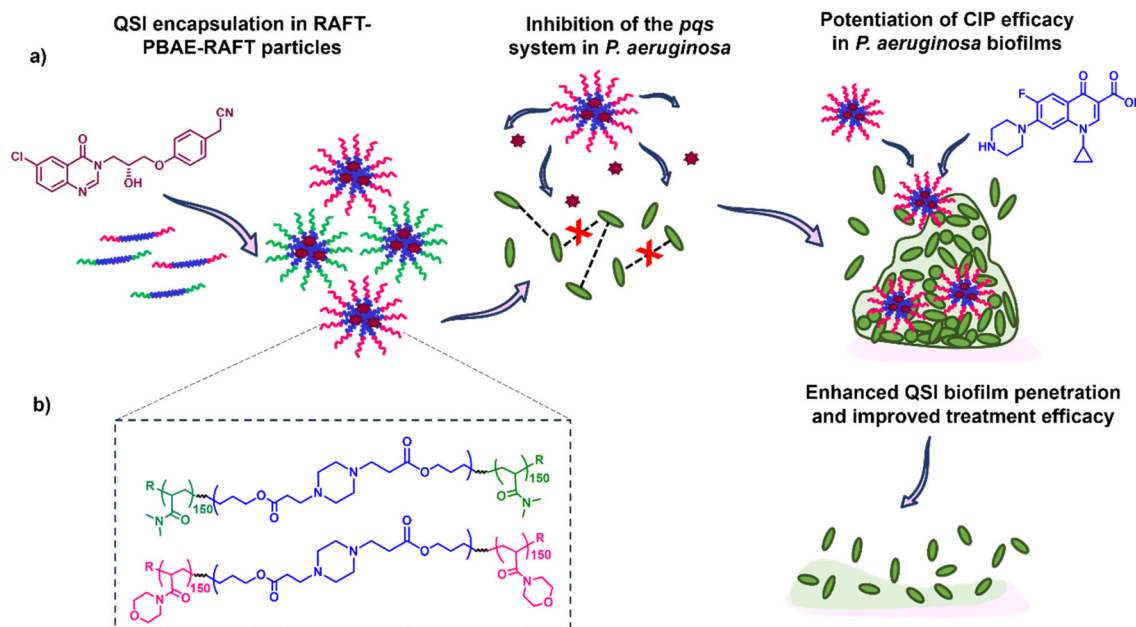 QSI encapsulation in RAFT-
PBAE-RAFT particles
Inhibition of the pqs
system in P. aeruginosa
Potentiation of CIP efficacy
in P. aeruginosa biofilms
a)
CN
Cl
O
N
N
OH
O
F
O
O
OH
N
N
HN
Enhanced QSI biofilm penetration
and improved treatment efficacy
b)
R
150
N
O
O
O
N
N
O
O
R
150
O
N
R
150
N
O
O
O
O
N
N
O
O
R
150
O
N
O